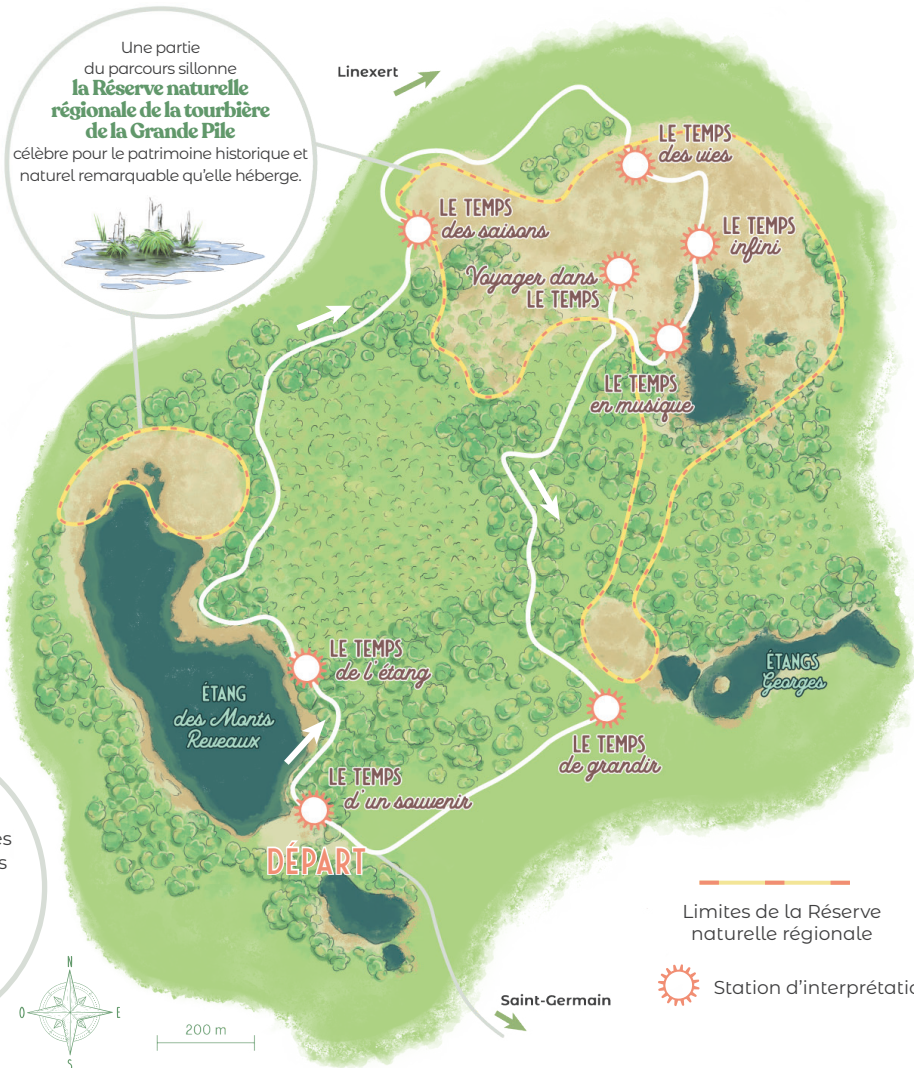 Une partie
du parcours sillonne
la Réserve naturelle
régionale de la tourbière
de la Grande Pile
célèbre pour le patrimoine historique et
naturel remarquable qu'elle héberge.
Linexert
LE TEMPS
des vies
LE TEMPS
des saisons
LE TEMPS
infini
Voyager dans
LE TEMPS
LE TEMPS
en musique
LE TEMPS
de l'étang
ÉTANG
des Monts
Reveaux
ÉTANGS
Georges
LE TEMPS
de grandir
LE TEMPS
d'un souvenir
DÉPART
Limites de la Réserve
naturelle régionale
Station d'interprétatio
Saint-Germain
N
O
E
S
200 m